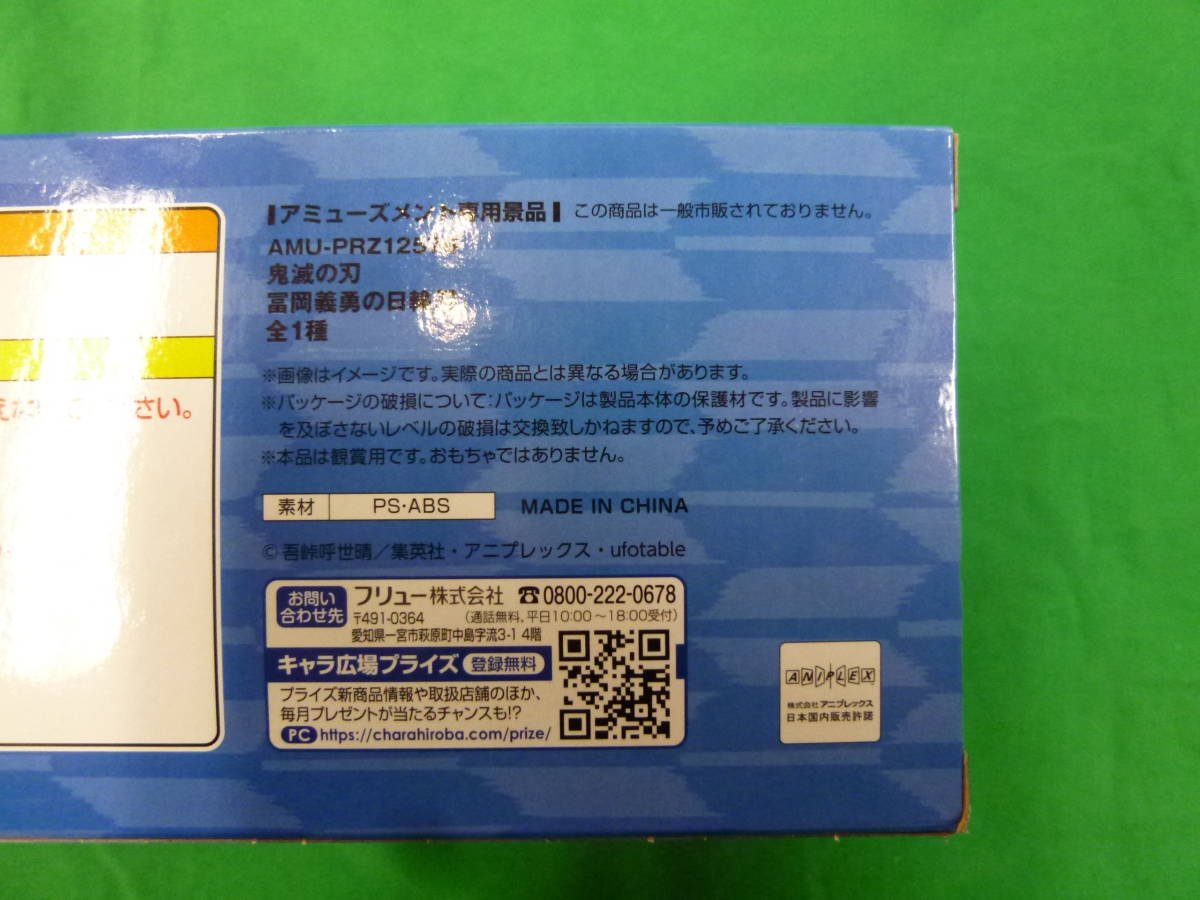 アミューズメント専用景品 この商品は一般市販されておりません。
鬼滅の刃
冨岡義勇の日輪刀
全1種
※画像はイメージです。実際の商品とは異なる場合があります。
※パッケージの破損について:パッケージは製品本体の保護材です。製品に影響
を及ぼさないレベルの破損は交換致しかねますので、予めご了承ください。
※本品は観賞用です。おもちゃではありません。
素材 PS・ABS MADE IN CHINA
©吾峠呼世晴/集英社・アニプレックス・ufotable
お問い合わせ先 フリュー株式会社 ☎0800-222-0678
〒491-0364 (通話無料、平日10:00〜18:00受付)
愛知県一宮市萩原町中島字流3-1 4階
キャラ広場プライズ 登録無料
プライズ新商品情報や取扱店舗のほか、
毎月プレゼントが当たるチャンスも!?
PC https://charahiroba.com/prize/
ANIPLEX
株式会社アニプレックス
日本国内販売許諾
さい。